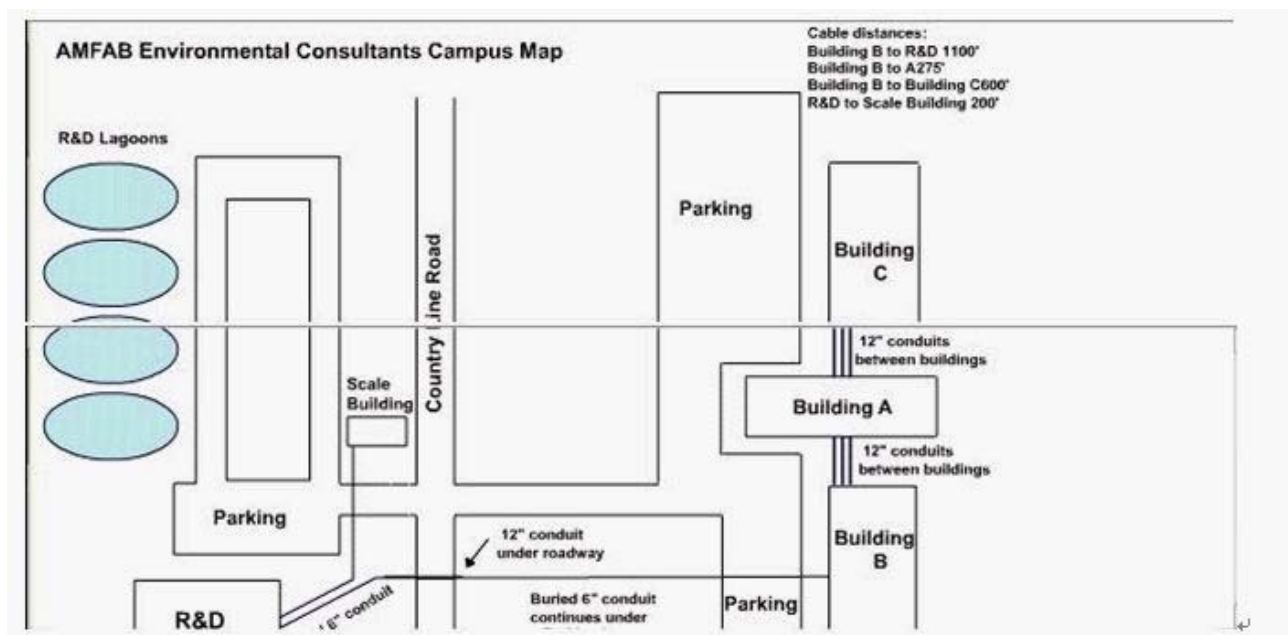 AMFAB Environmental Consultants Campus Map
Cable distances:
Building B to R&D 1100'
Building B to A275'
Building B to Building C600'
R&D to Scale Building 200'
R&D Lagoons
Parking
Building
C
Country Line Road
12" conduits
between buildings
Scale
Building
Building A
12" conduits
between buildings
Parking
12" conduit
under roadway
Building
B
R&D
6" conduit
Buried 6" conduit
continues under
Parking